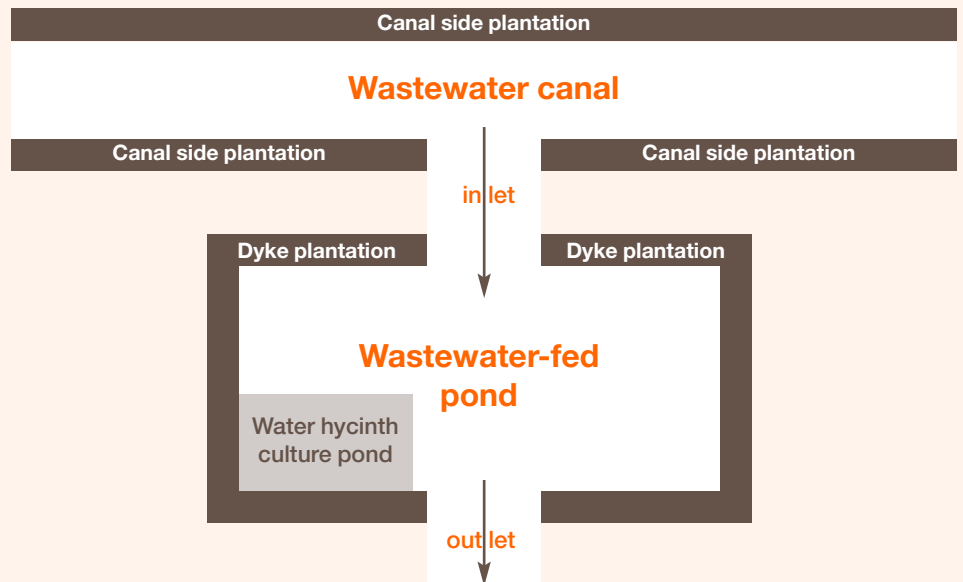 Canal side plantation
Wastewater canal
Canal side plantation
Canal side plantation
in let
Dyke plantation
Dyke plantation
Wastewater-fed
pond
Water hycinth
culture pond
out let